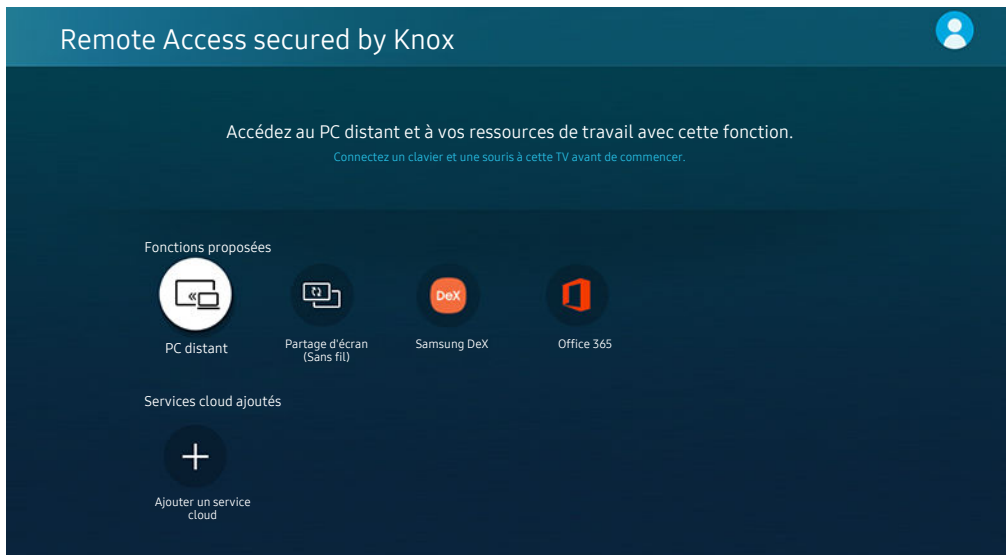 Remote Access secured by Knox
Accédez au PC distant et à vos ressources de travail avec cette fonction.
Connectez un clavier et une souris à cette TV avant de commencer.
Fonctions proposées
DeX
PC distant
Partage d'écran
(Sans fil)
Samsung DeX
Office 365
Services cloud ajoutés
Ajouter un service
cloud